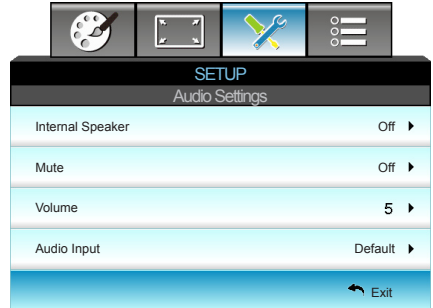 SETUP
Audio Settings
Internal Speaker Off
Mute Off
Volume 5
Audio Input Default
Exit